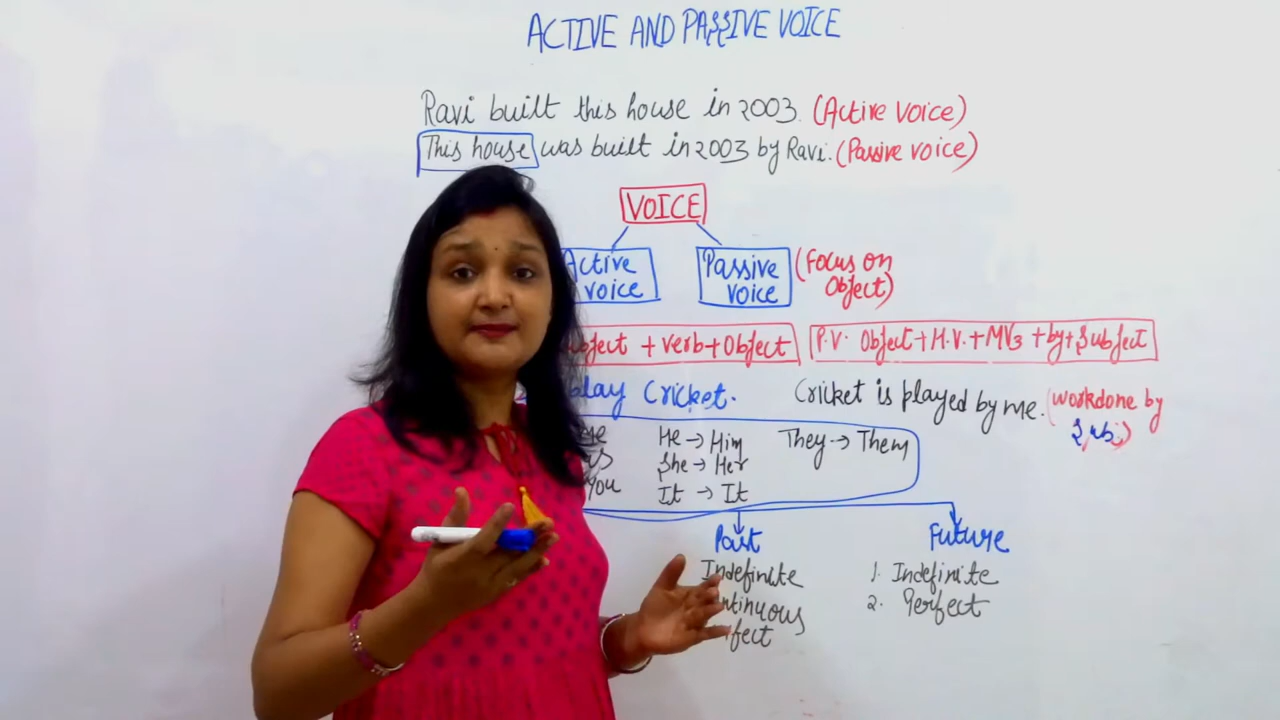 ACTIVE AND PASSIVE VOICE
Ravi built this house in 2003. (Active voice)
This house was built in 2003 by Ravi. (Passive voice)
VOICE
Active voice
Passive voice
(Focus on Object)
+ verb + Object
P.V. Object + H.V. + MV3 + by + Subject
play Cricket.
Cricket is played by me.
(workdone by Sub.)
He → Him
They → Them
She → Her
You
It → It
Past
Future
Indefinite
1. Indefinite
2. Perfect